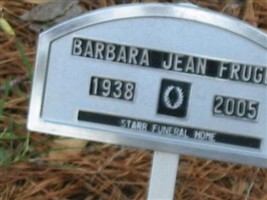 BARBARA JEAN FRUG
1938 2005
STARR FUNERAL HOME